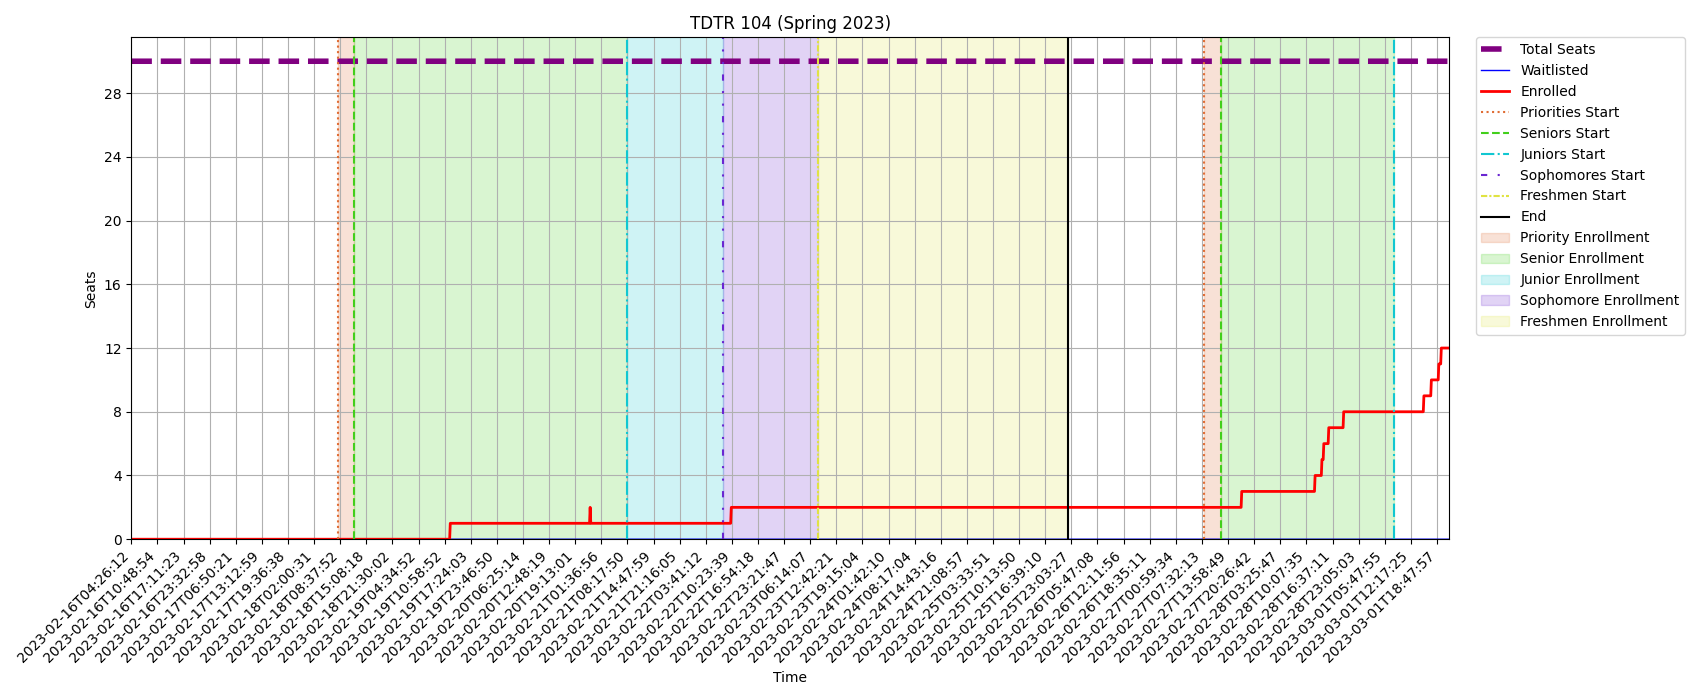 TDTR 104 (Spring 2023)
Seats
28
24
20
16
12
8
4
0
2023-02-16T04:26:12
2023-02-16T10:48:54
2023-02-16T17:11:23
2023-02-16T23:32:58
2023-02-17T06:50:21
2023-02-17T13:12:59
2023-02-17T19:36:38
2023-02-18T02:00:31
2023-02-18T08:37:52
2023-02-18T15:08:18
2023-02-18T21:30:02
2023-02-19T04:34:52
2023-02-19T10:58:52
2023-02-19T17:24:03
2023-02-19T23:46:50
2023-02-20T06:25:14
2023-02-20T12:48:19
2023-02-20T19:13:01
2023-02-21T01:36:56
2023-02-21T08:17:50
2023-02-21T14:47:59
2023-02-21T21:16:05
2023-02-22T03:41:12
2023-02-22T10:23:39
2023-02-22T16:54:18
2023-02-22T23:21:47
2023-02-23T06:14:07
2023-02-23T12:42:21
2023-02-23T19:15:04
2023-02-24T01:42:10
2023-02-24T08:17:04
2023-02-24T14:43:16
2023-02-24T21:08:57
2023-02-25T03:33:51
2023-02-25T10:13:50
2023-02-25T16:39:10
2023-02-25T23:03:27
2023-02-26T05:47:08
2023-02-26T12:11:56
2023-02-26T18:35:11
2023-02-27T00:59:34
2023-02-27T07:32:13
2023-02-27T13:58:49
2023-02-27T20:26:42
2023-02-28T03:25:47
2023-02-28T10:07:35
2023-02-28T16:37:11
2023-02-28T23:05:03
2023-03-01T05:47:55
2023-03-01T12:17:25
2023-03-01T18:47:57
Time
Total Seats
Waitlisted
Enrolled
Priorities Start
Seniors Start
Juniors Start
Sophomores Start
Freshmen Start
End
Priority Enrollment
Senior Enrollment
Junior Enrollment
Sophomore Enrollment
Freshmen Enrollment